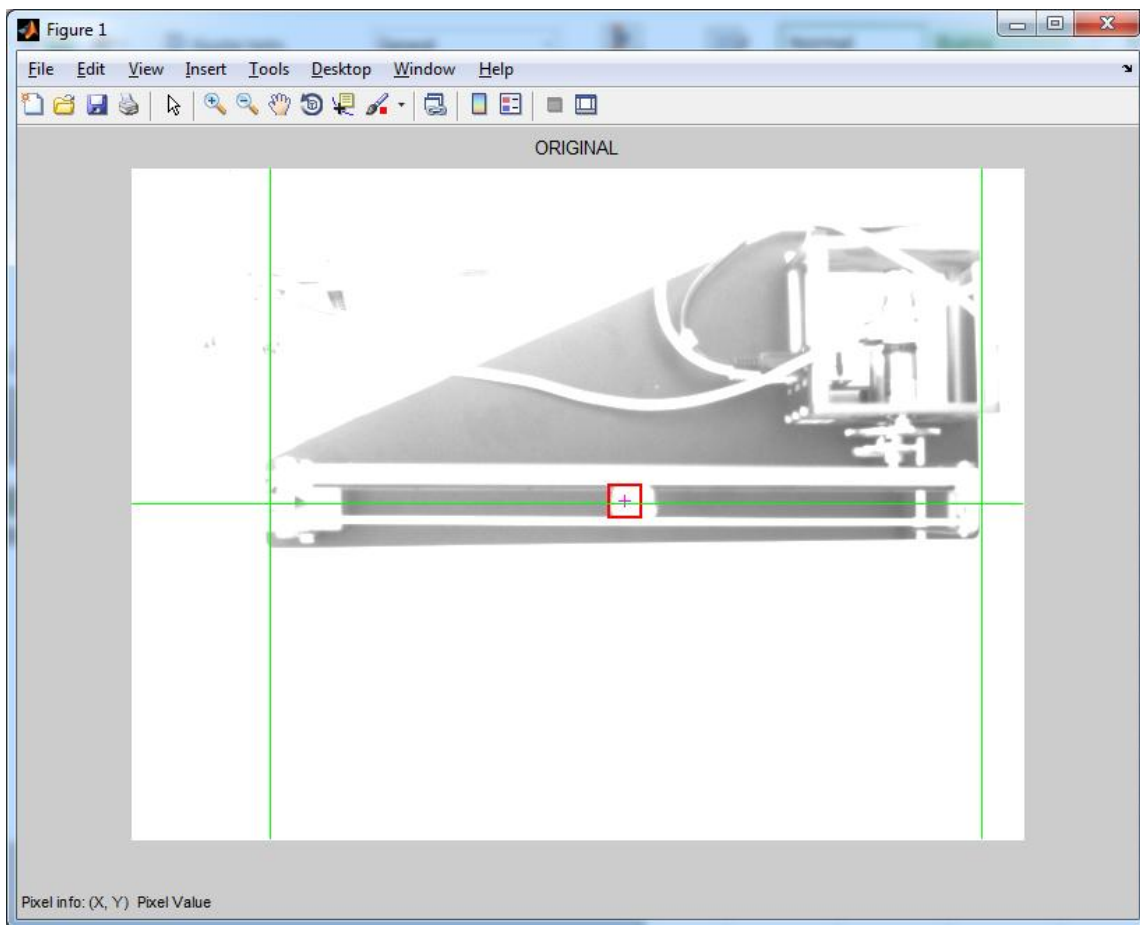 Figure 1
File Edit View Insert Tools Desktop Window Help
ORIGINAL
Pixel info: (X, Y) Pixel Value